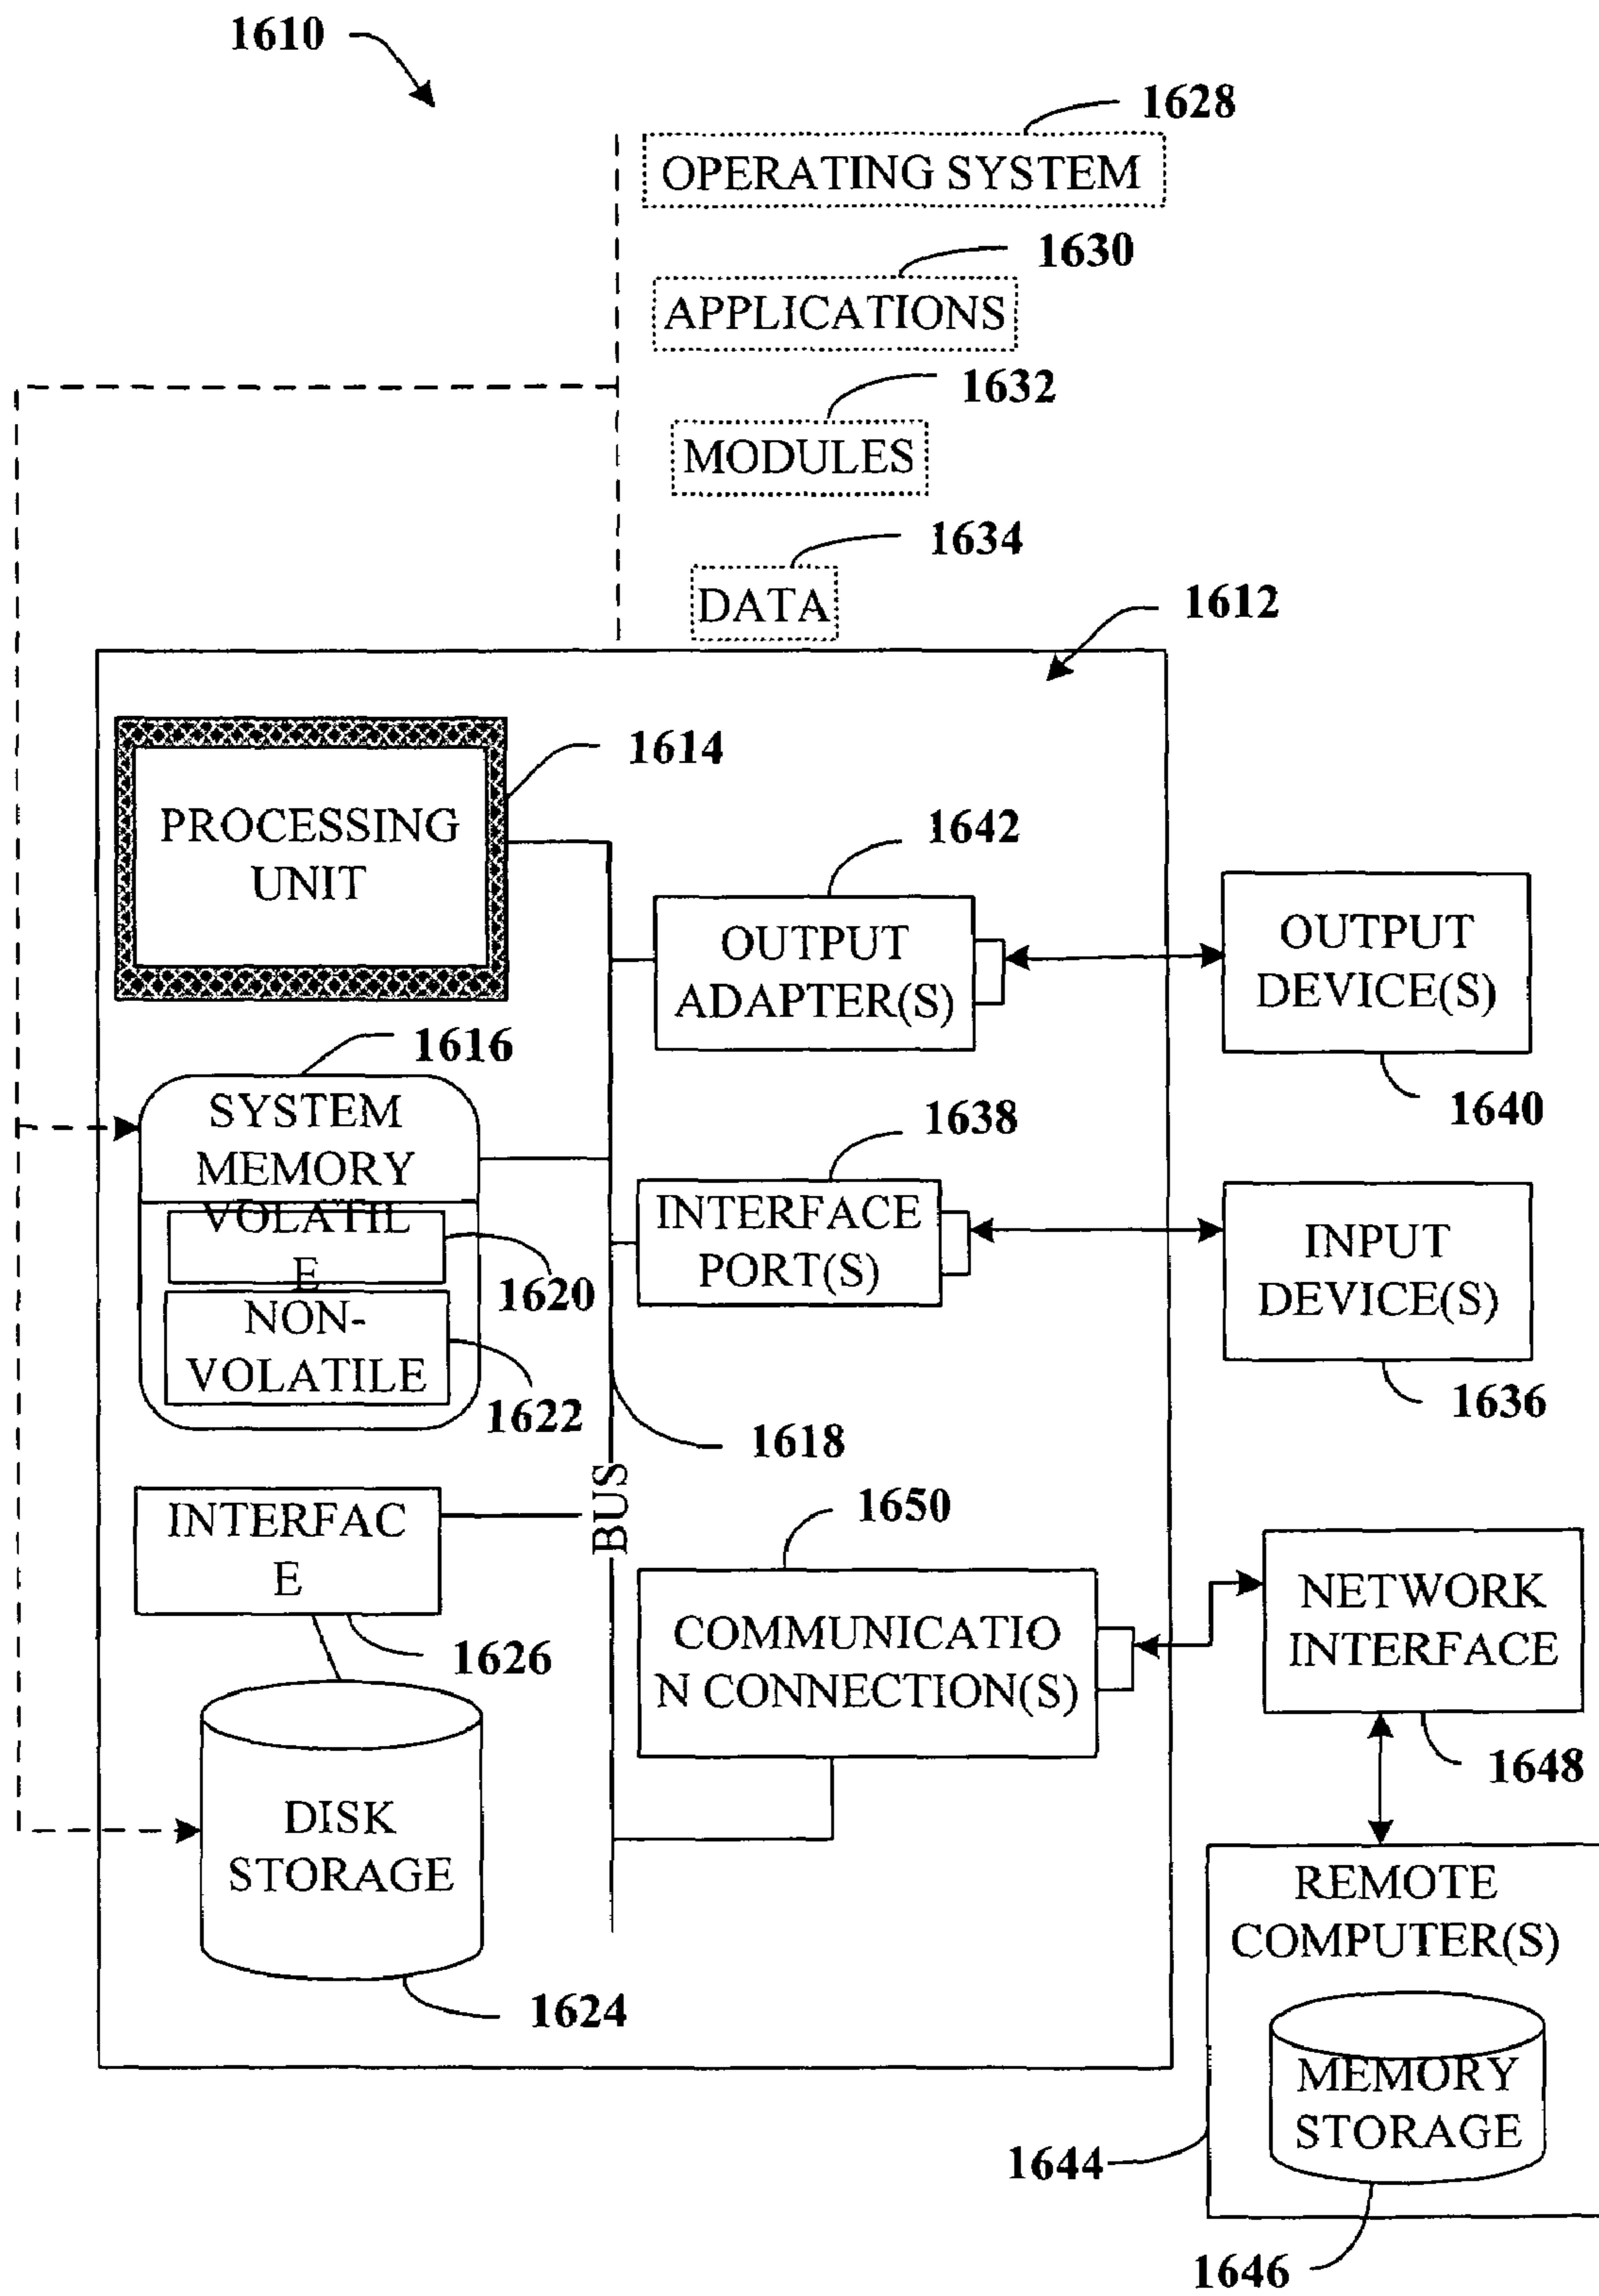 1610
1628
OPERATING SYSTEM
1630
APPLICATIONS
1632
MODULES
1634
DATA
1612
1614
PROCESSING
UNIT
1642
OUTPUT
ADAPTER(S)
OUTPUT
DEVICE(S)
1640
1616
SYSTEM
MEMORY
VOLATIL
E
1620
NON-
VOLATILE
1622
1638
INTERFACE
PORT(S)
INPUT
DEVICE(S)
1636
1618
BUS
INTERFAC
E
1626
1650
COMMUNICATIO
N CONNECTION(S)
NETWORK
INTERFACE
1648
DISK
STORAGE
1624
REMOTE
COMPUTER(S)
MEMORY
STORAGE
1644
1646